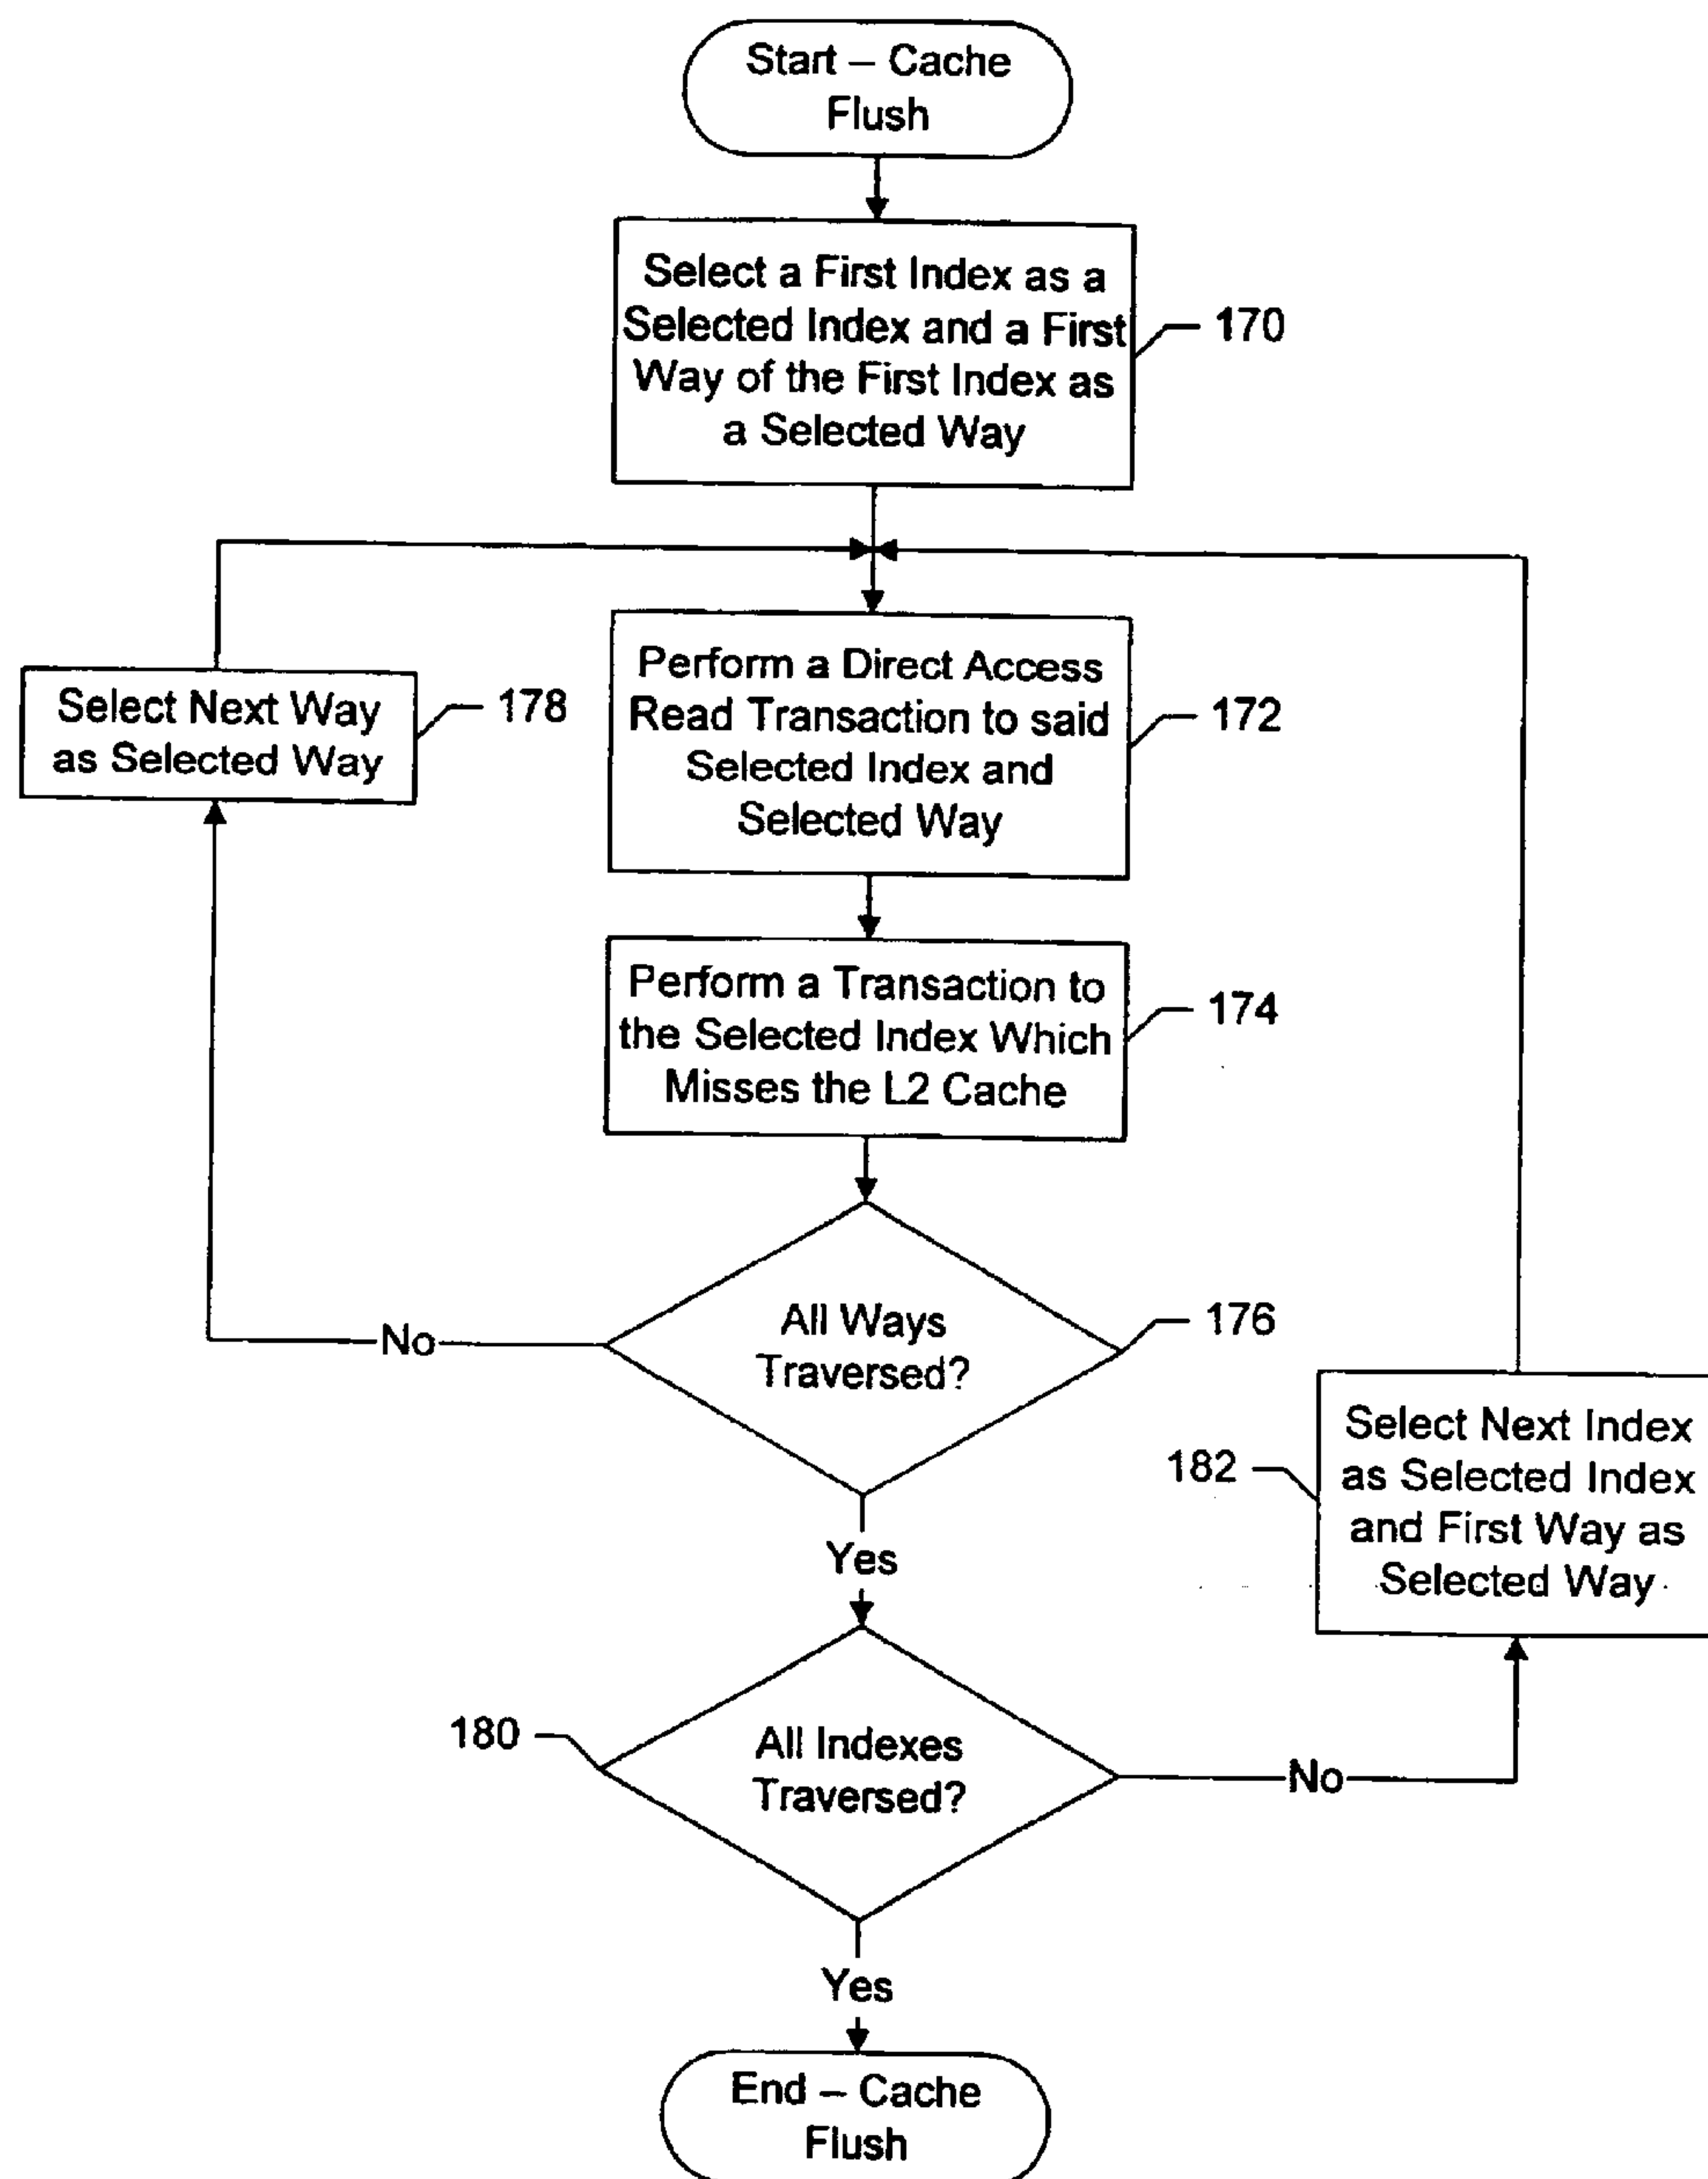 Start – Cache
Flush
Select a First Index as a
Selected Index and a First
Way of the First Index as
a Selected Way
170
Perform a Direct Access
Read Transaction to said
Selected Index and
Selected Way
172
Select Next Way
as Selected Way
178
Perform a Transaction to
the Selected Index Which
Misses the L2 Cache
174
All Ways
Traversed?
176
No
Yes
Select Next Index
as Selected Index
and First Way as
Selected Way
182
All Indexes
Traversed?
180
No
Yes
End – Cache
Flush